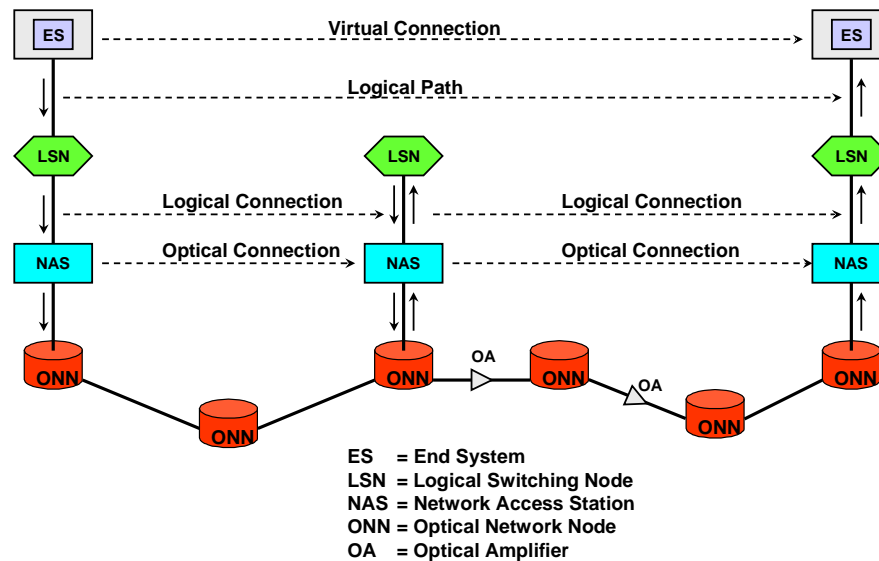 ES
Virtual Connection
ES
Logical Path
LSN
LSN
LSN
Logical Connection
Logical Connection
Optical Connection
Optical Connection
NAS
NAS
NAS
OA
ONN
ONN
ONN
OA
ONN
ONN
ONN
ES = End System
LSN = Logical Switching Node
NAS = Network Access Station
ONN = Optical Network Node
OA = Optical Amplifier